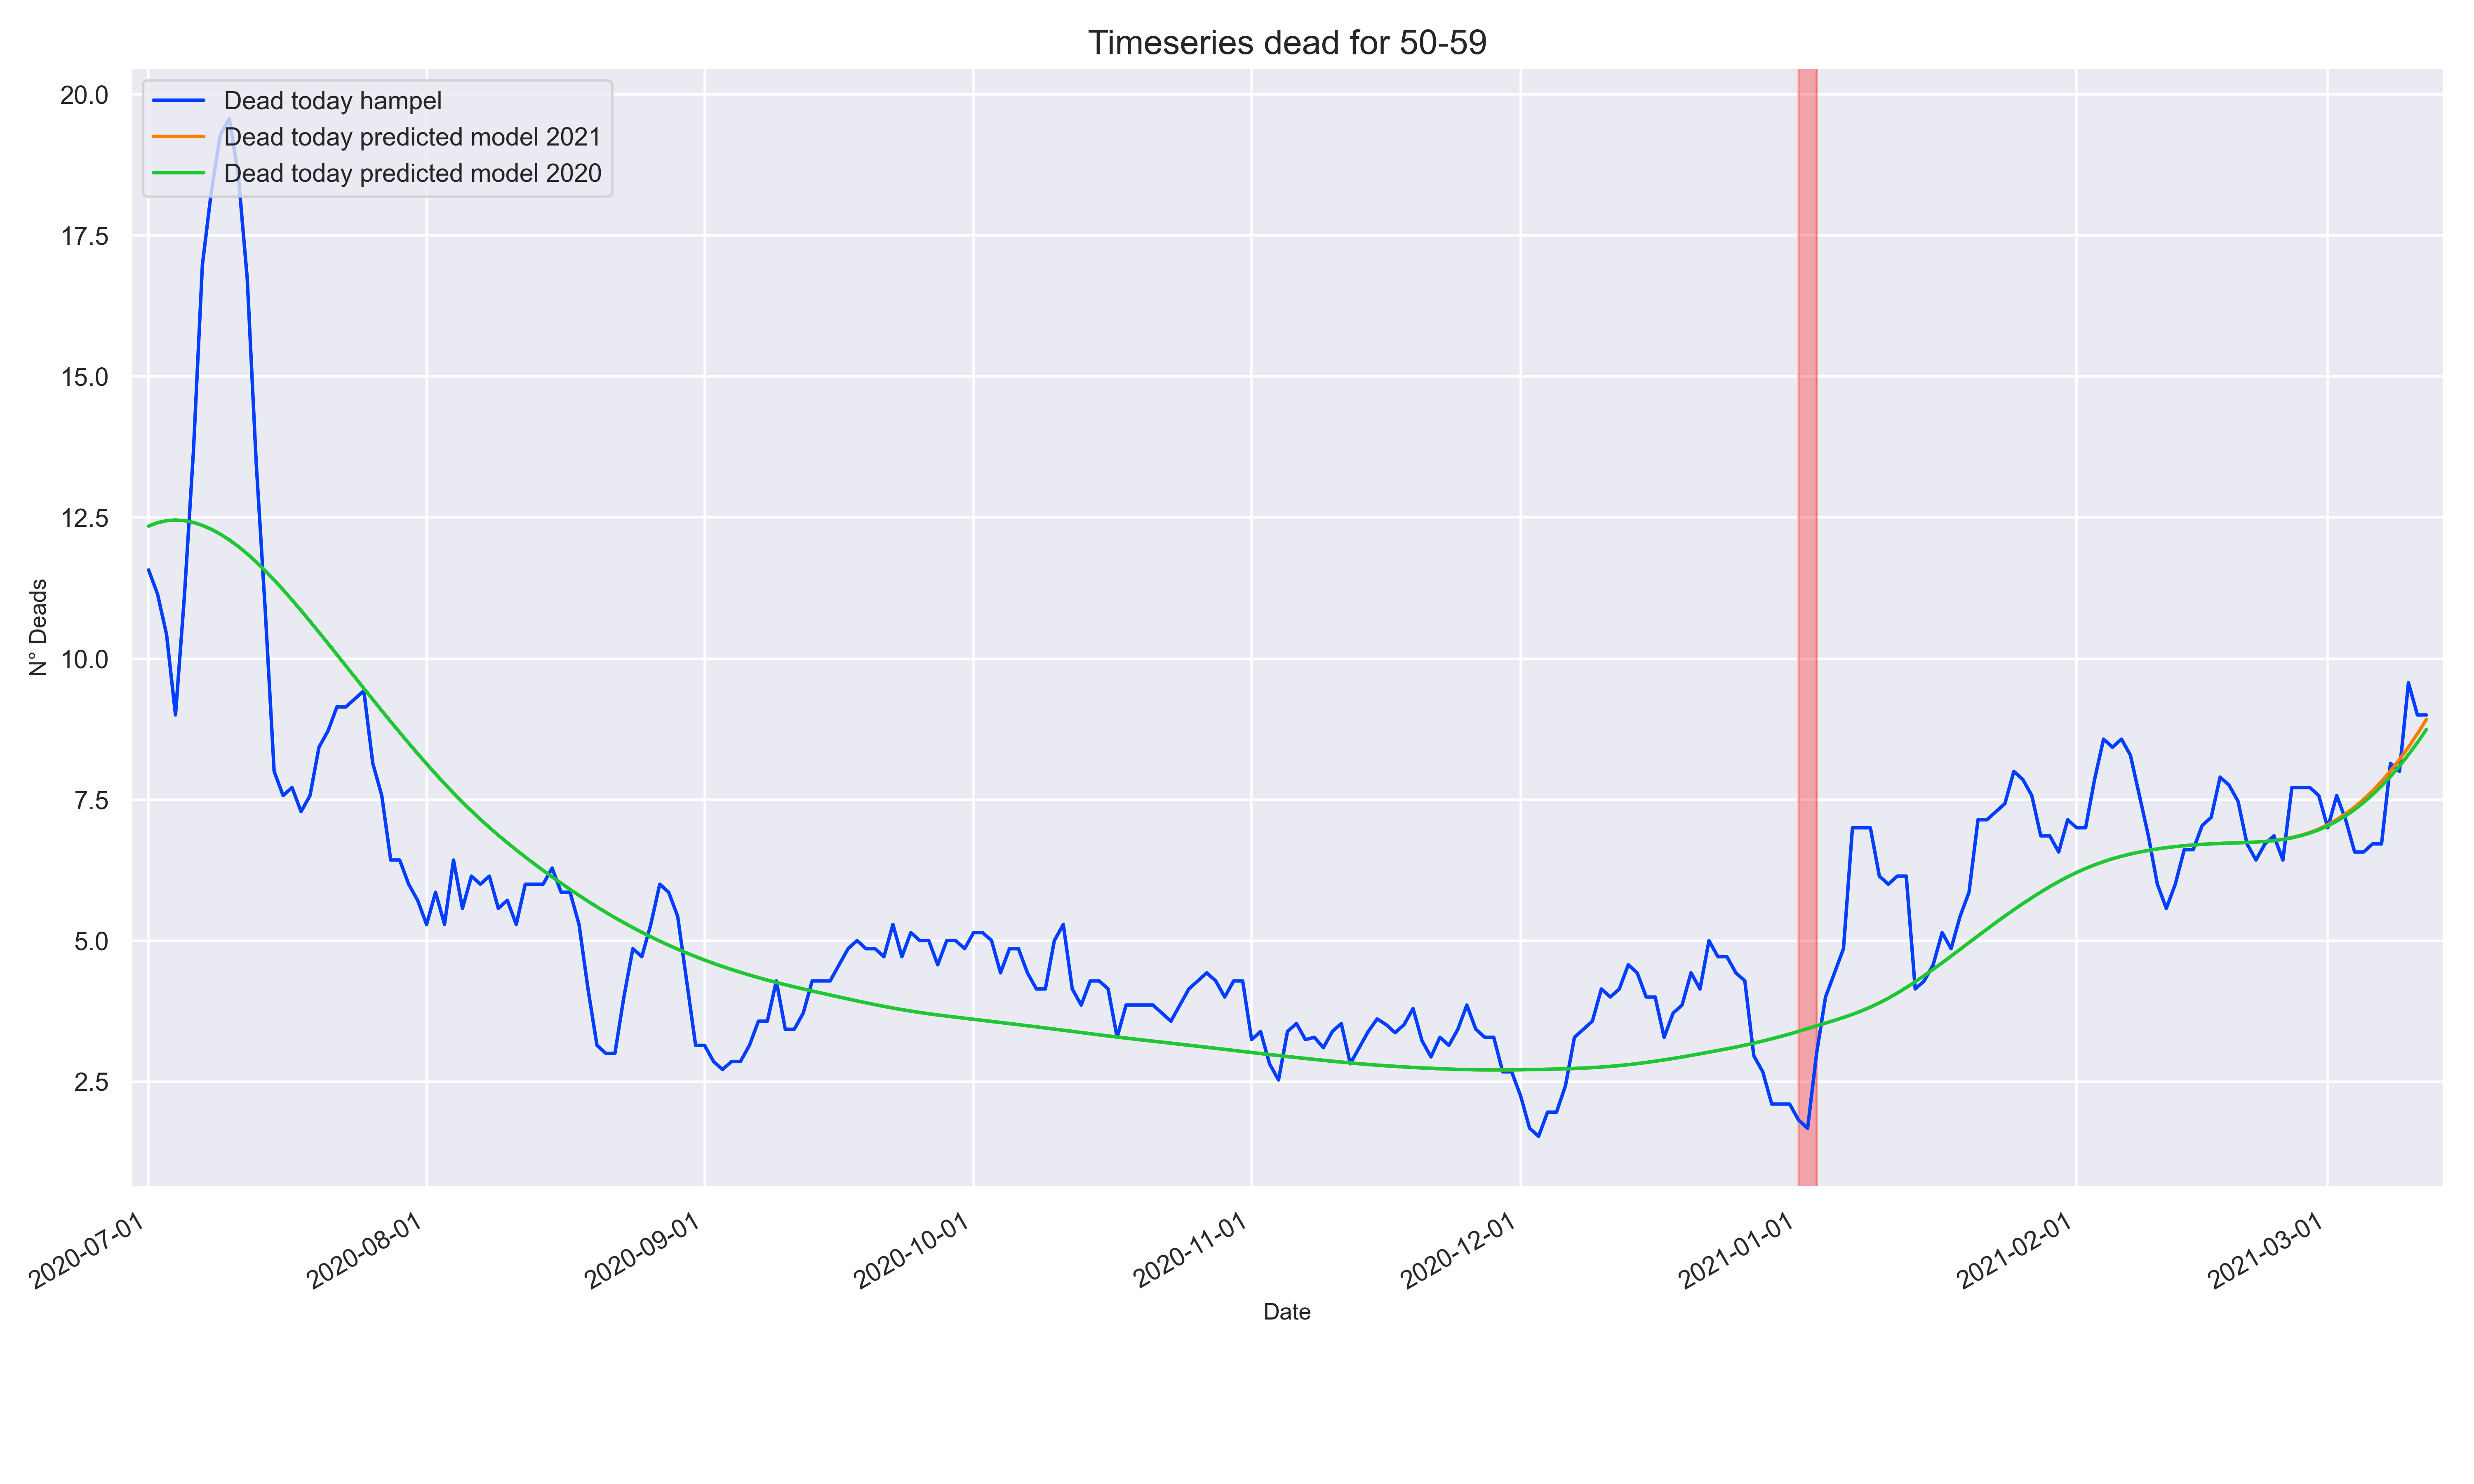 Timeseries dead for 50-59
Dead today hampel
Dead today predicted model 2021
Dead today predicted model 2020
20.0
17.5
15.0
12.5
10.0
7.5
5.0
2.5
N° Deads
2020-07-01
2020-08-01
2020-09-01
2020-10-01
2020-11-01
2020-12-01
2021-01-01
2021-02-01
2021-03-01
Date